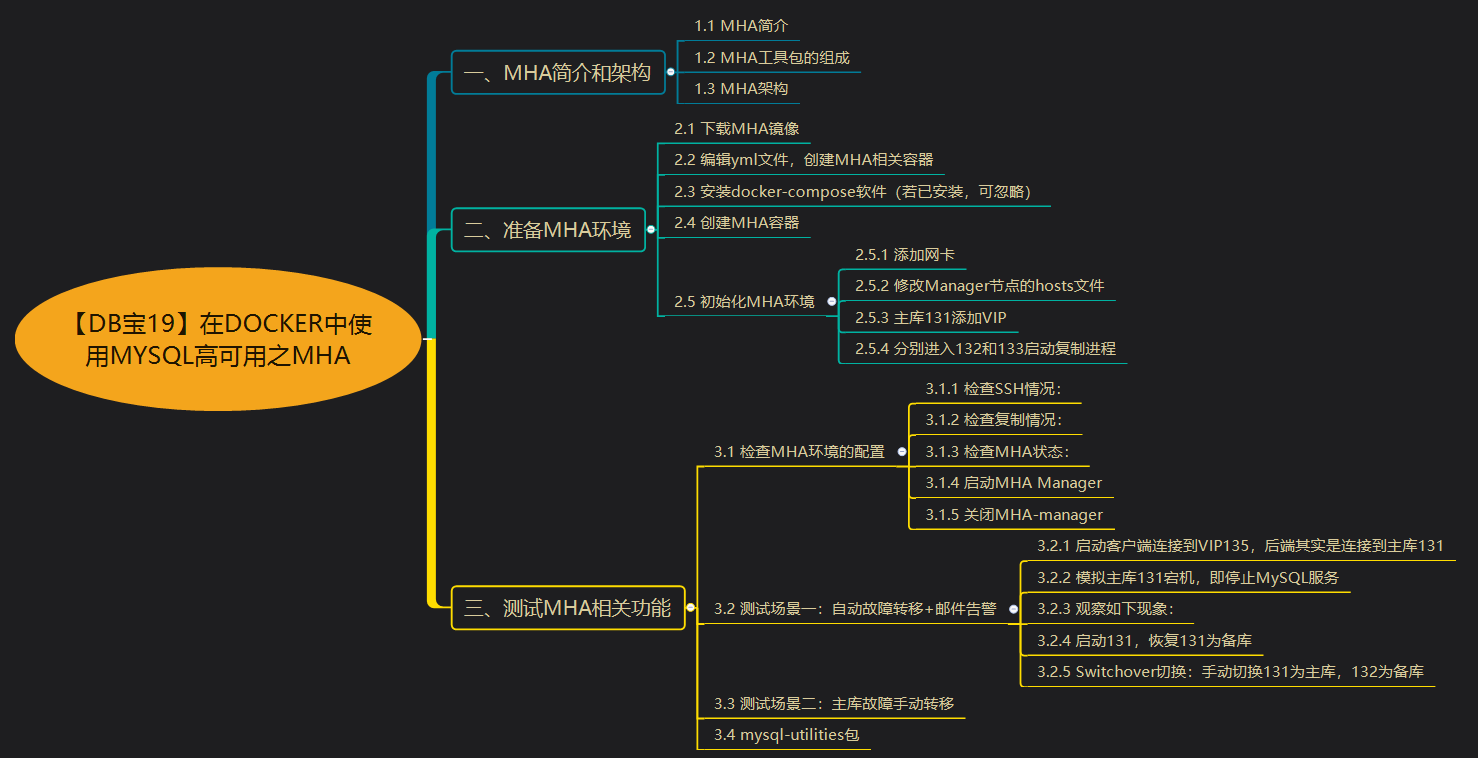 【DB宝19】在DOCKER中使
用MYSQL高可用之MHA
一、MHA简介和架构
1.1 MHA简介
1.2 MHA工具包的组成
1.3 MHA架构
二、准备MHA环境
2.1 下载MHA镜像
2.2 编辑yml文件，创建MHA相关容器
2.3 安装docker-compose软件（若已安装，可忽略）
2.4 创建MHA容器
2.5 初始化MHA环境
2.5.1 添加网卡
2.5.2 修改Manager节点的hosts文件
2.5.3 主库131添加VIP
2.5.4 分别进入132和133启动复制进程
三、测试MHA相关功能
3.1 检查MHA环境的配置
3.1.1 检查SSH情况：
3.1.2 检查复制情况：
3.1.3 检查MHA状态：
3.1.4 启动MHA Manager
3.1.5 关闭MHA-manager
3.2 测试场景一：自动故障转移+邮件告警
3.2.1 启动客户端连接到VIP135，后端其实是连接到主库131
3.2.2 模拟主库131宕机，即停止MySQL服务
3.2.3 观察如下现象：
3.2.4 启动131，恢复131为备库
3.2.5 Switchover切换：手动切换131为主库，132为备库
3.3 测试场景二：主库故障手动转移
3.4 mysql-utilities包